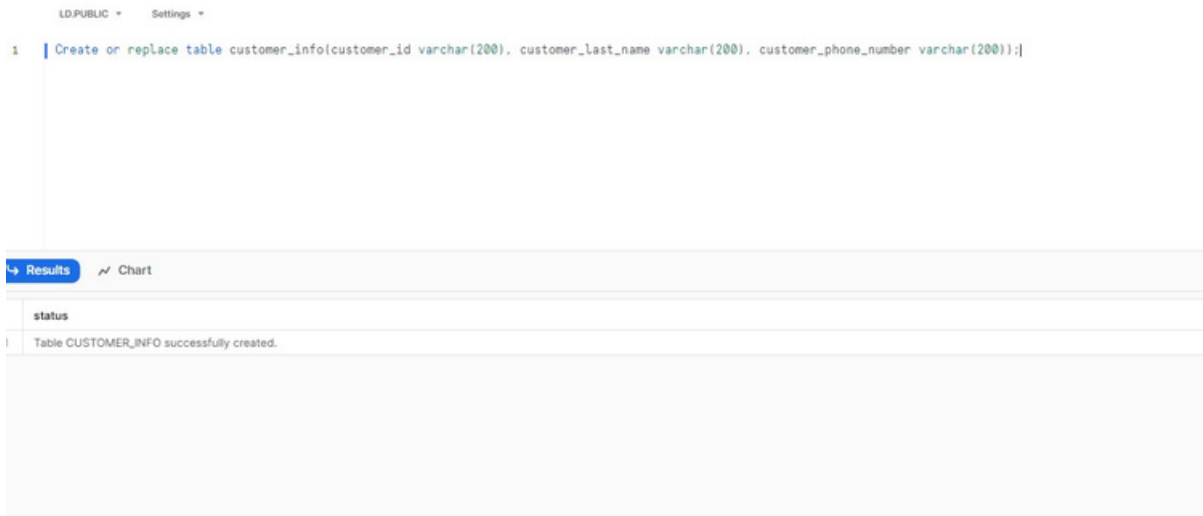 LD.PUBLIC Settings
1 Create or replace table customer_info(customer_id varchar(200), customer_last_name varchar(200), customer_phone_number varchar(200));
Results Chart
status
Table CUSTOMER_INFO successfully created.